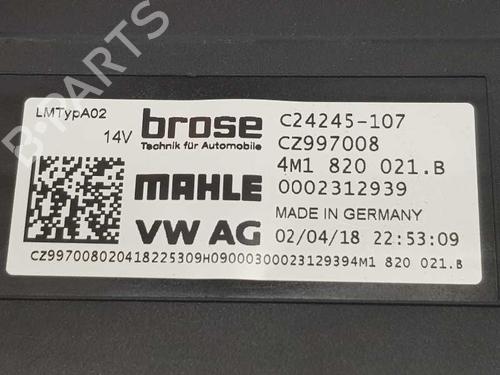 B-PARTS
LMTypA02
14V
brose
Technik für Automobile
MAHLE
VW AG
C24245-107
CZ997008
4M1 820 021.B
0002312939
MADE IN GERMANY
02/04/18 22:53:09
CZ997008020418225309H09000300023129394M1 820 021.B